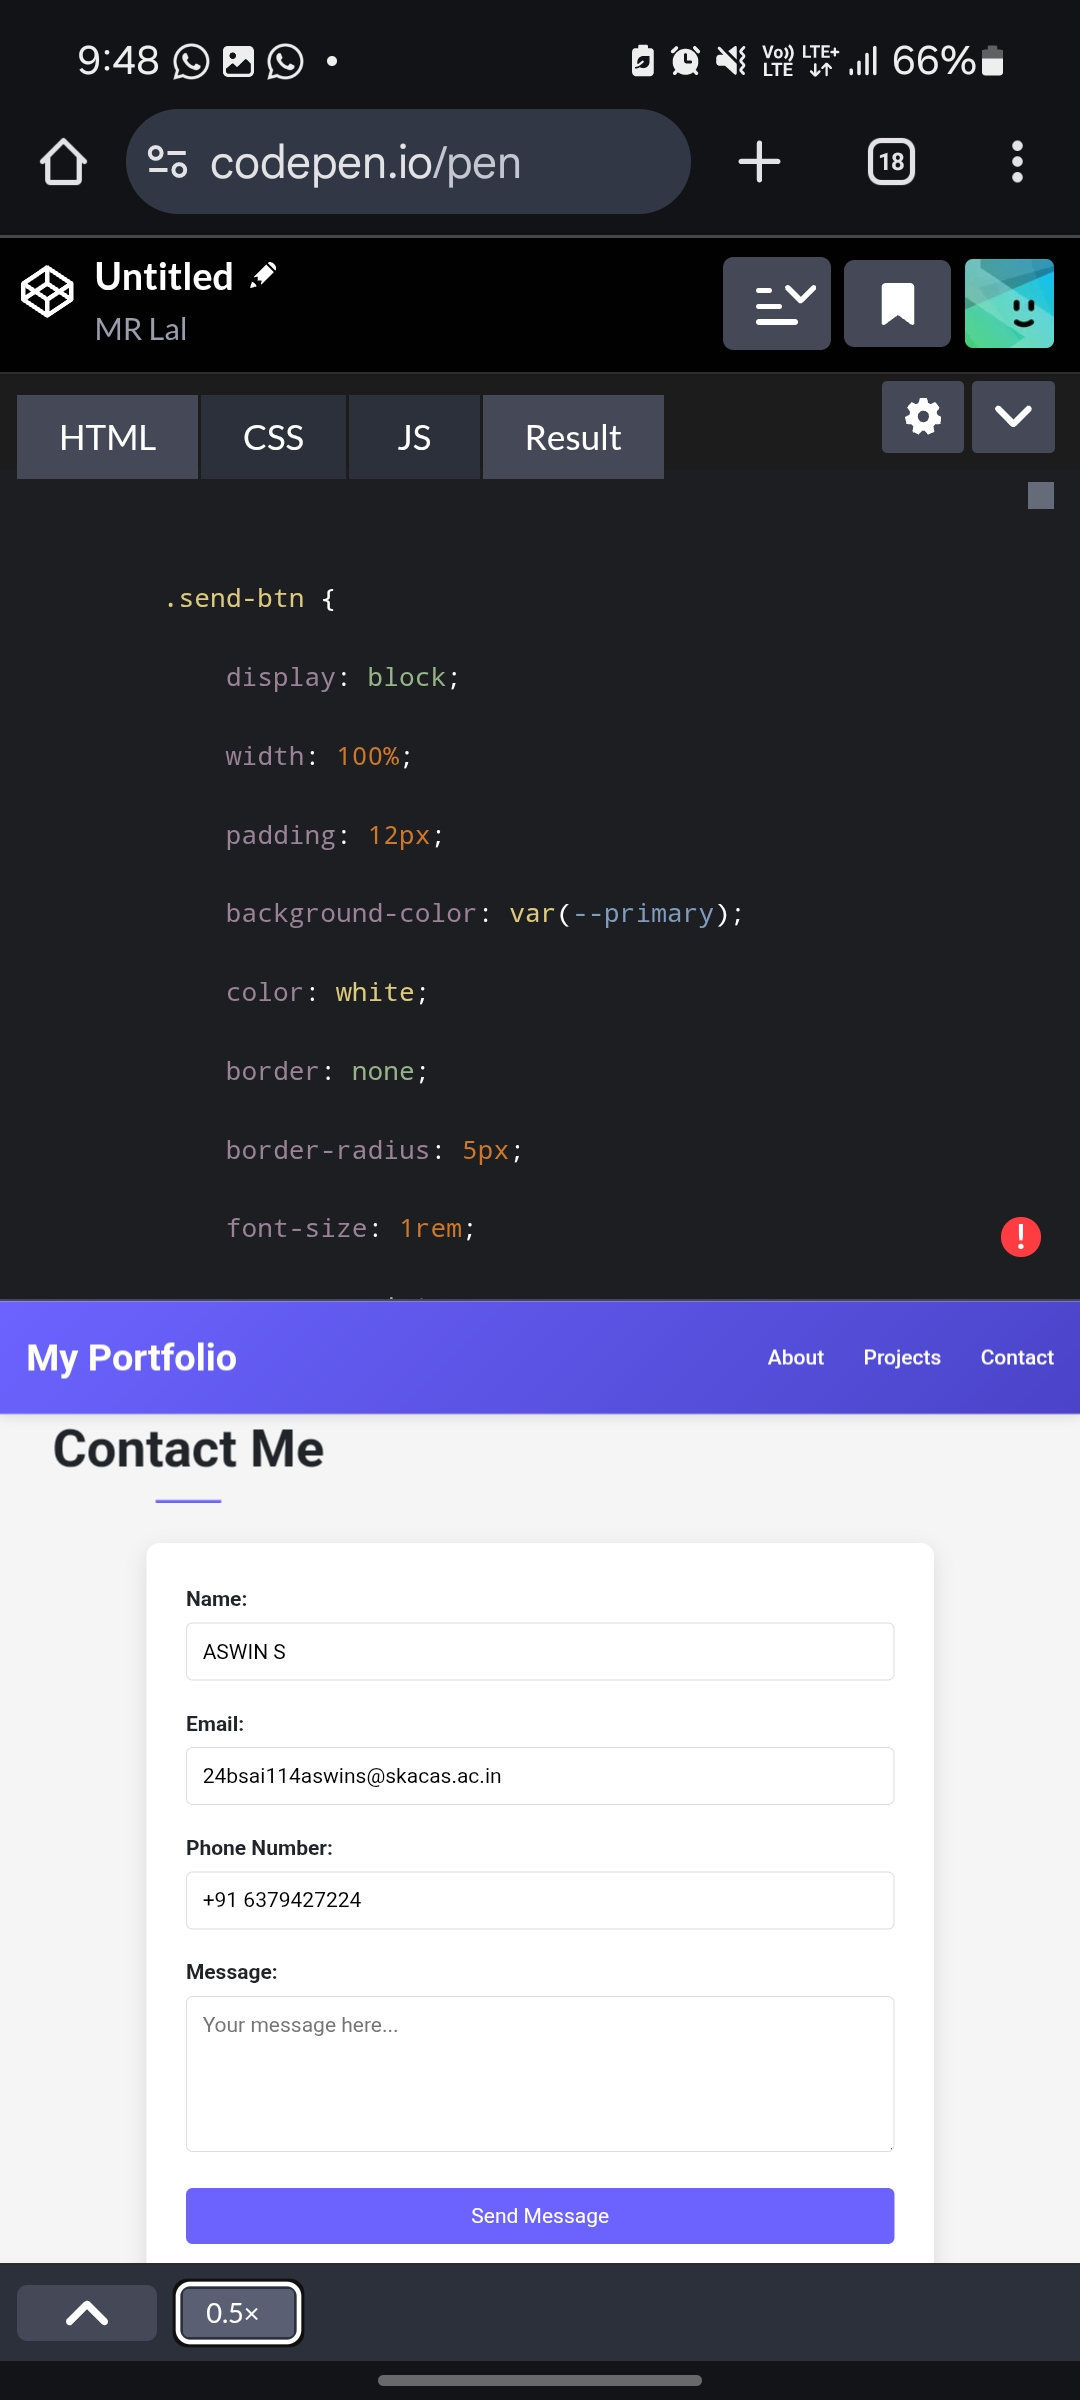 9:48
Vo)) LTE
LTE+
66%
codepen.io/pen
18
Untitled
MR Lal
HTML
CSS
JS
Result
.send-btn {
display: block;
width: 100%;
padding: 12px;
background-color: var(--primary);
color: white;
border: none;
border-radius: 5px;
font-size: 1rem;
My Portfolio
About
Projects
Contact
Contact Me
Name:
ASWIN S
Email:
24bsai114aswins@skacas.ac.in
Phone Number:
+91 6379427224
Message:
Your message here...
Send Message
0.5×